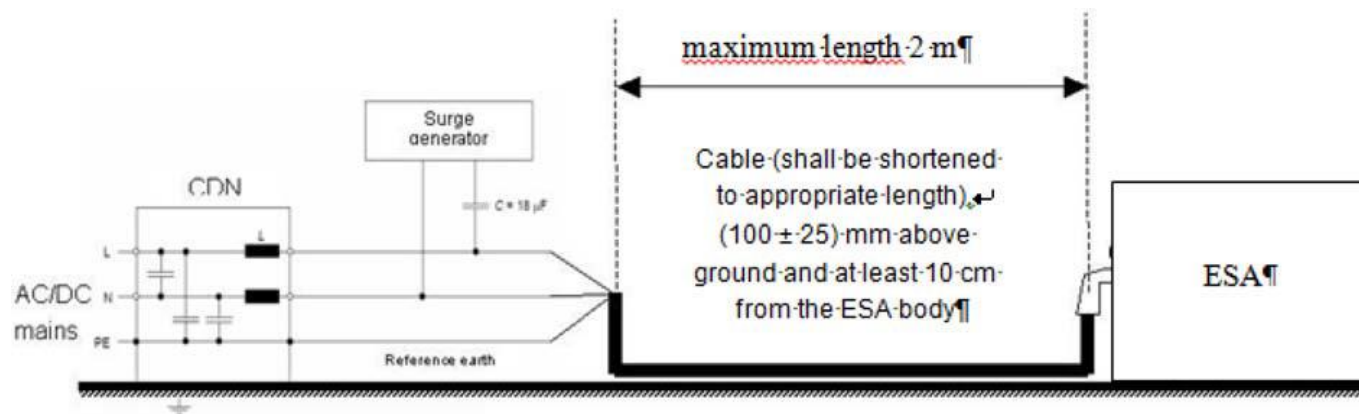 maximum·length·2·m¶
Surge
generator
CDN
C = 18 µF
Cable·(shall·be·shortened·
to·appropriate·length),↵
(100·±·25)·mm·above·
ground·and·at·least·10·cm·
from·the·ESA·body¶
ESA¶
L
L
AC/DC
mains
N
PE
Reference earth